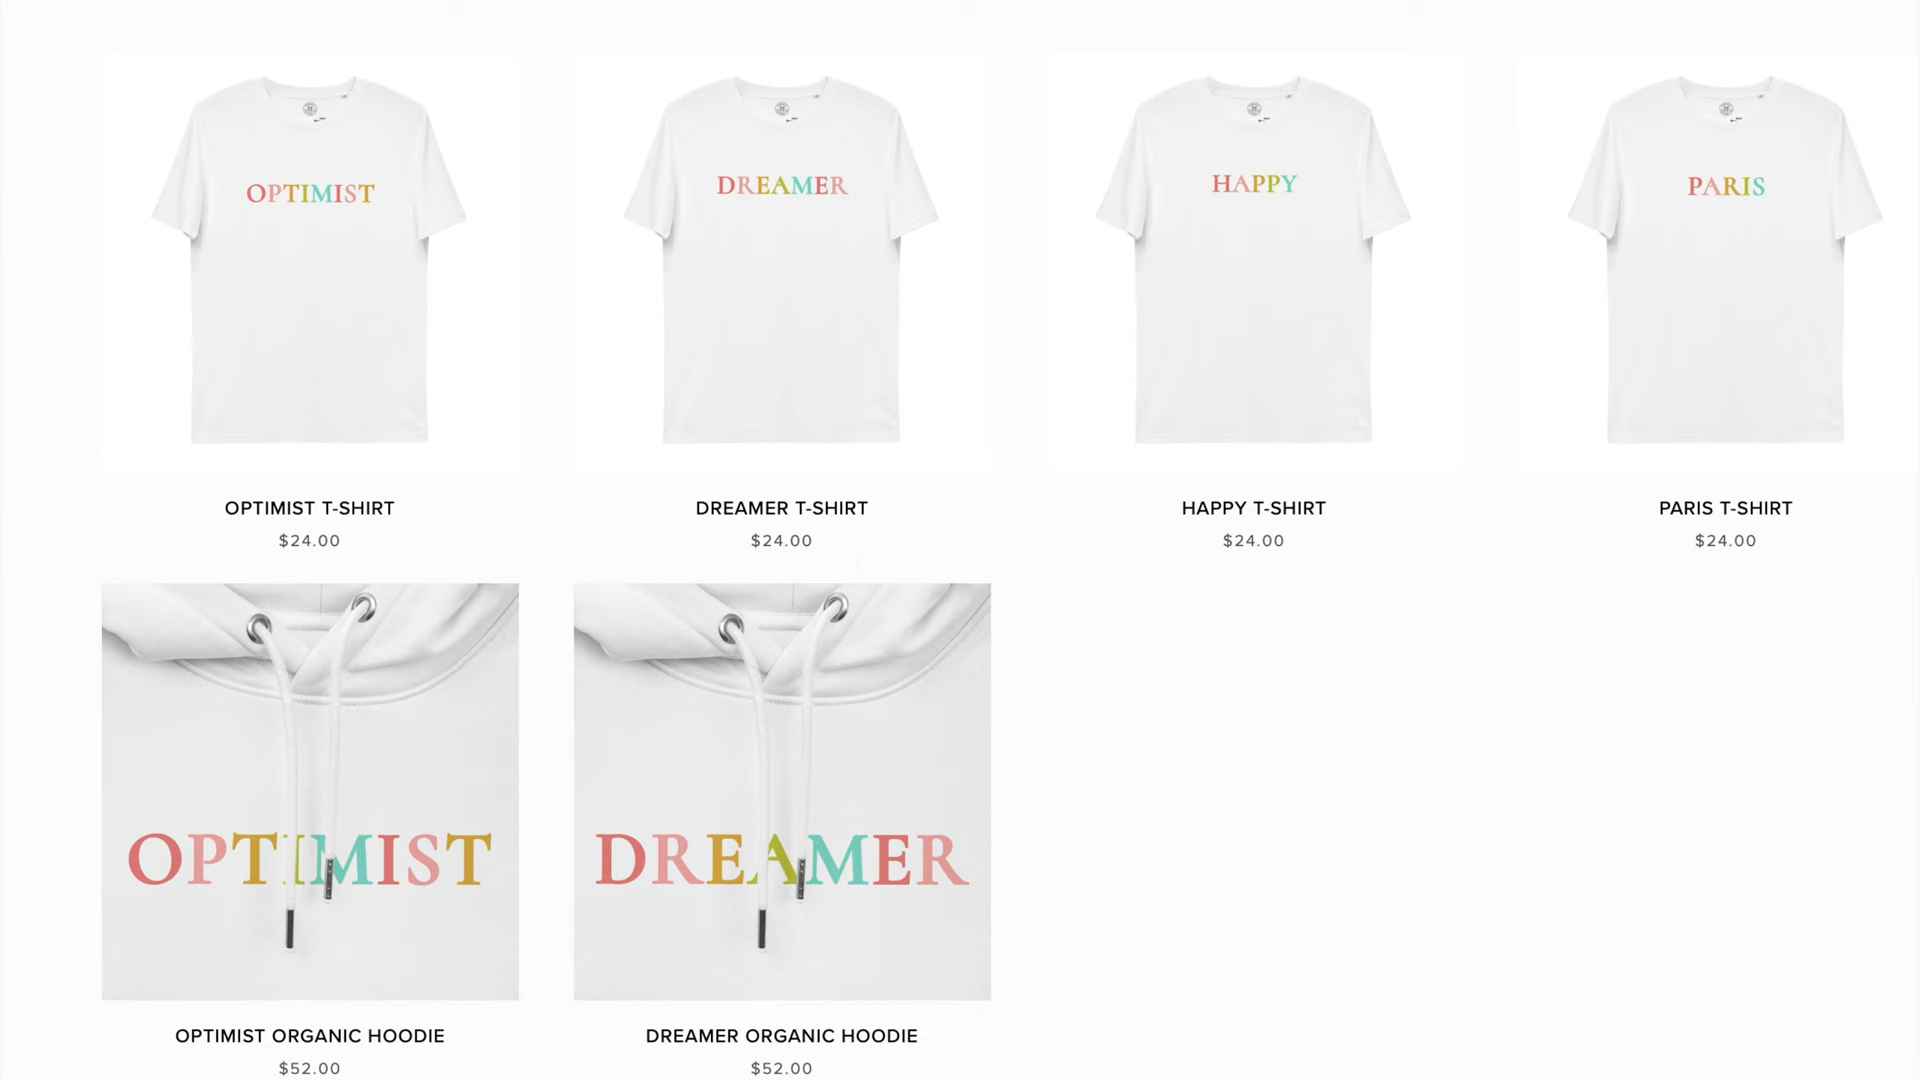 OPTIMIST
DREAMER
HAPPY
PARIS
OPTIMIST T-SHIRT
DREAMER T-SHIRT
HAPPY T-SHIRT
PARIS T-SHIRT
$24.00
$24.00
$24.00
$24.00
OPTIMIST
DREAMER
OPTIMIST ORGANIC HOODIE
DREAMER ORGANIC HOODIE
$52.00
$52.00